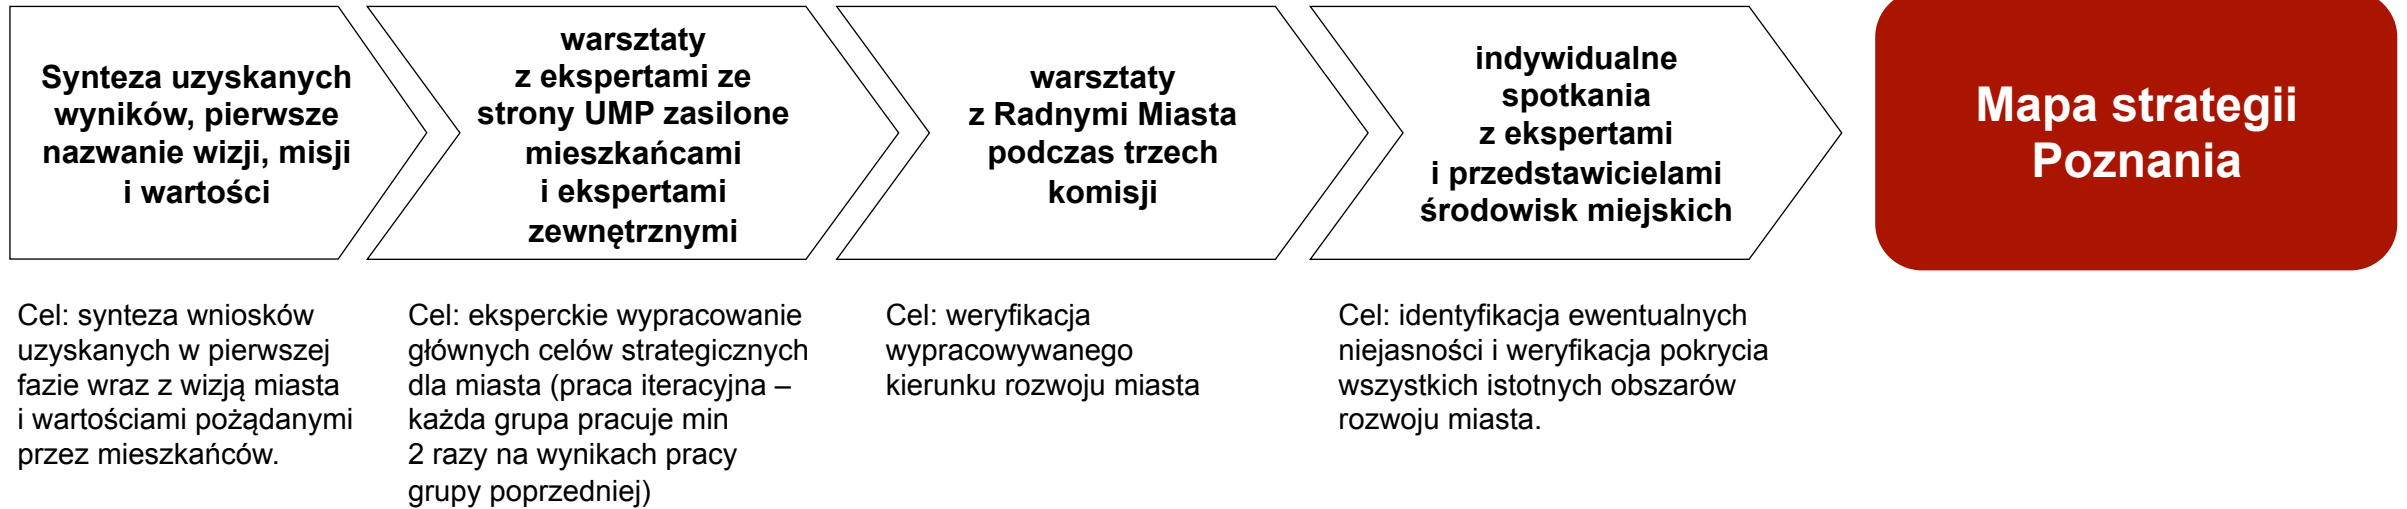 Synteza uzyskanych
wyników, pierwsze
nazwanie wizji, misji
i wartości
warsztaty
z ekspertami ze
strony UMP zasilone
mieszkańcami
i ekspertami
zewnętrznymi
warsztaty
z Radnymi Miasta
podczas trzech
komisji
indywidualne
spotkania
z ekspertami
i przedstawicielami
środowisk miejskich
Mapa strategii
Poznania
Cel: synteza wniosków
uzyskanych w pierwszej
fazie wraz z wizją miasta
i wartościami pożądanymi
przez mieszkańców.
Cel: eksperckie wypracowanie
głównych celów strategicznych
dla miasta (praca iteracyjna –
każda grupa pracuje min
2 razy na wynikach pracy
grupy poprzedniej)
Cel: weryfikacja
wypracowywanego
kierunku rozwoju miasta
Cel: identyfikacja ewentualnych
niejasności i weryfikacja pokrycia
wszystkich istotnych obszarów
rozwoju miasta.